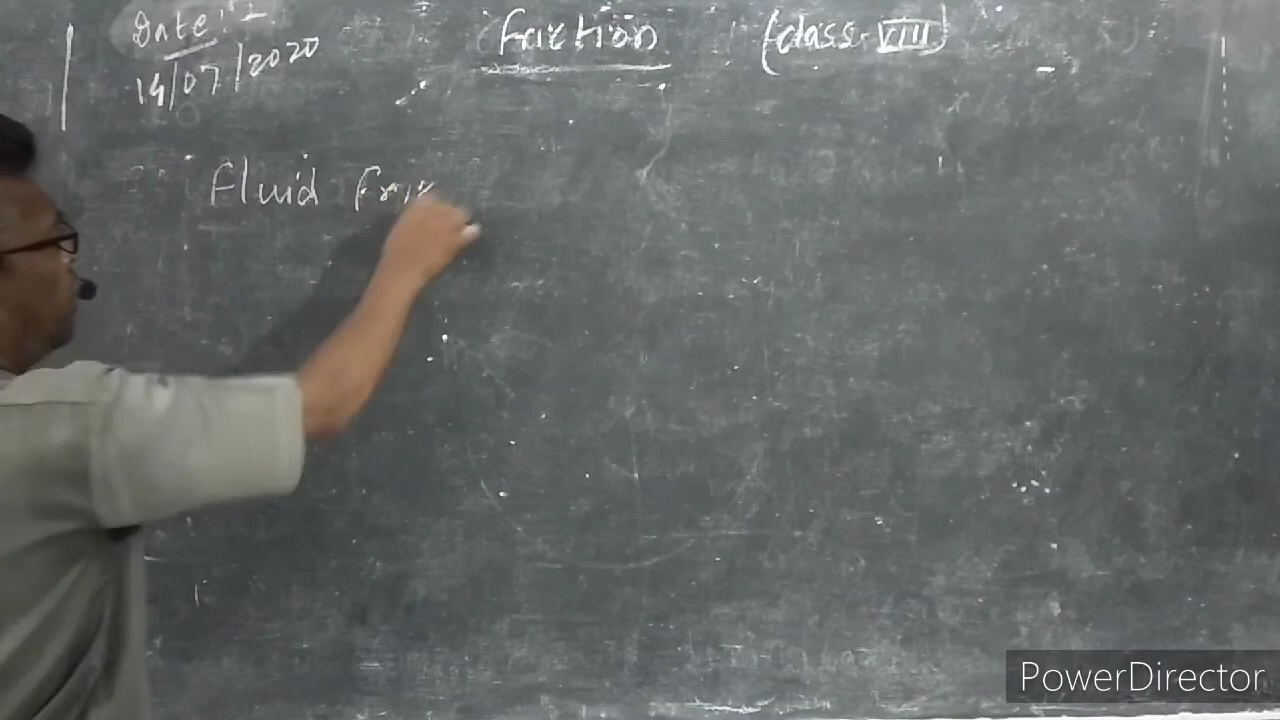 Date:
14/07/2020
Friction (class-VIII)
Fluid Fric
PowerDirector